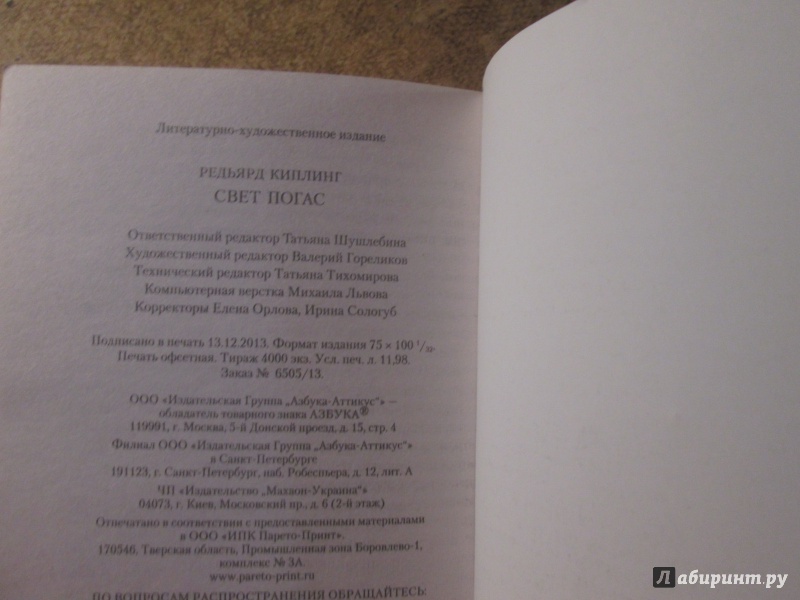 Литературно-художественное издание
РЕДЬЯРД КИПЛИНГ
СВЕТ ПОГАС
Ответственный редактор Татьяна Шушлебина
Художественный редактор Валерий Гореликов
Технический редактор Татьяна Тихомирова
Компьютерная верстка Михаила Львова
Корректоры Елена Орлова, Ирина Сологуб
Подписано в печать 13.12.2013. Формат издания 75 × 100 1/32.
Печать офсетная. Тираж 4000 экз. Усл. печ. л. 11,98.
Заказ № 6505/13.
ООО «Издательская Группа „Азбука-Аттикус“» —
обладатель товарного знака АЗБУКА®
119991, г. Москва, 5-й Донской проезд, д. 15, стр. 4
Филиал ООО «Издательская Группа „Азбука-Аттикус“»
в Санкт-Петербурге
191123, г. Санкт-Петербург, наб. Робеспьера, д. 12, лит. А
ЧП «Издательство „Махаон-Украина“»
04073, г. Киев, Московский пр., д. 6 (2-й этаж)
Отпечатано в соответствии с предоставленными материалами
в ООО «ИПК Парето-Принт».
170546, Тверская область, Промышленная зона Боровлево-1,
комплекс № 3А.
www.pareto-print.ru
ПО ВОПРОСАМ РАСПРОСТРАНЕНИЯ ОБРАЩАЙТЕСЬ:
Лабиринт.ру